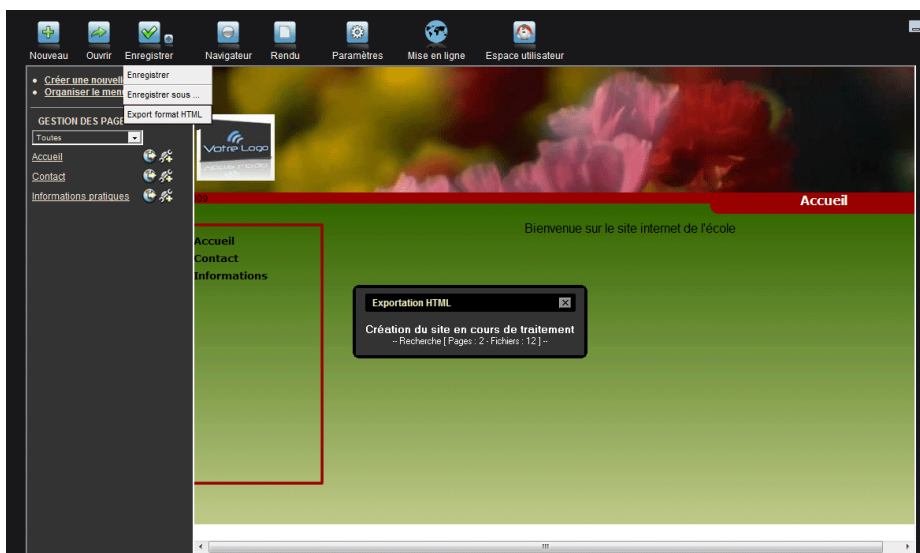 Nouveau Ouvrir Enregistrer Navigateur Rendu Paramètres Mise en ligne Espace utilisateur
Enregistrer
Enregistrer sous ...
Export format HTML
Créer une nouvell
Organiser le men
GESTION DES PAGE
Toutes
Accueil
Contact
Informations pratiques
Votre Logo
Accueil
Bienvenue sur le site internet de l'école
Accueil
Contact
Informations
Exportation HTML
Création du site en cours de traitement
-- Recherche [ Pages : 2 - Fichiers : 12 ] --